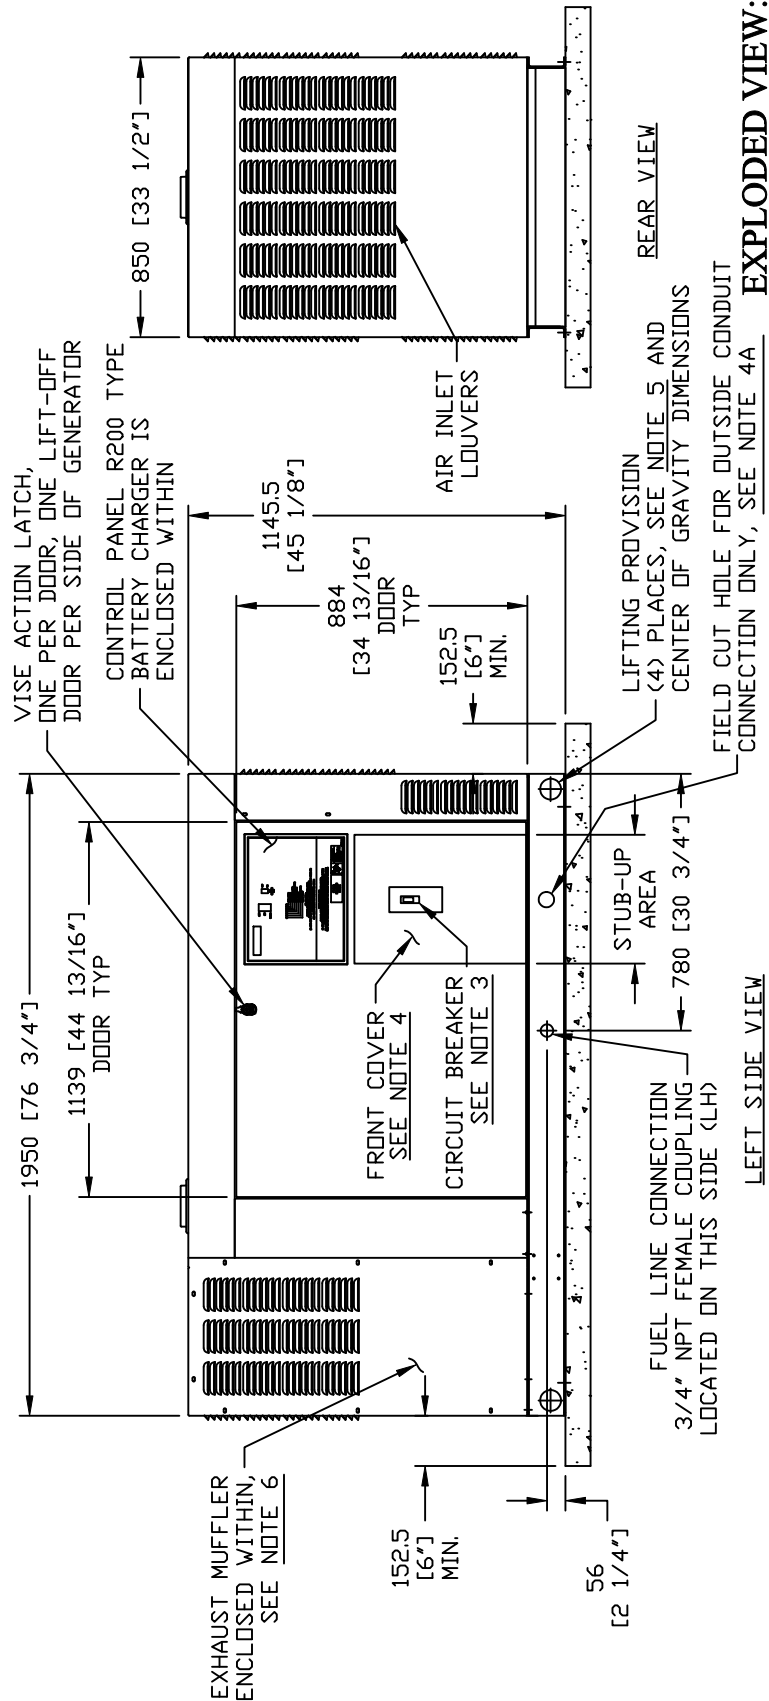 VISE ACTION LATCH,
ONE PER DOOR, ONE LIFT-OFF
DOOR PER SIDE OF GENERATOR
CONTROL PANEL R200 TYPE
BATTERY CHARGER IS
ENCLOSED WITHIN
1950 [76 3/4"]
1139 [44 13/16"]
DOOR TYP
850 [33 1/2"]
1145.5
[45 1/8"]
884
[34 13/16"]
DOOR
TYP
152.5
[6"]
MIN.
AIR INLET
LOUVERS
REAR VIEW
EXHAUST MUFFLER
ENCLOSED WITHIN,
SEE NOTE 6
FRONT COVER
SEE NOTE 4
CIRCUIT BREAKER
SEE NOTE 3
152.5
[6"]
MIN.
56
[2 1/4"]
STUB-UP
AREA
780 [30 3/4"]
FUEL LINE CONNECTION
3/4" NPT FEMALE COUPLING
LOCATED ON THIS SIDE (LH)
LIFTING PROVISION
(4) PLACES, SEE NOTE 5 AND
CENTER OF GRAVITY DIMENSIONS
FIELD CUT HOLE FOR OUTSIDE CONDUIT
CONNECTION ONLY, SEE NOTE 4A
LEFT SIDE VIEW
EXPLODED VIEW: